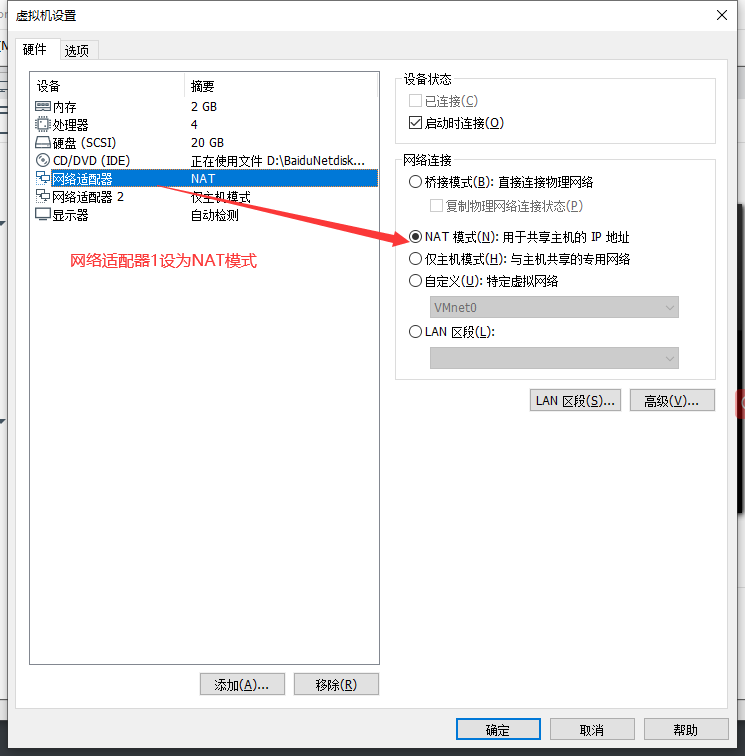 虚拟机设置
硬件 选项
设备 摘要
内存 2 GB
处理器 4
硬盘 (SCSI) 20 GB
CD/DVD (IDE) 正在使用文件 D:\BaiduNetdisk...
网络适配器 NAT
网络适配器 2 仅主机模式
显示器 自动检测
网络适配器1设为NAT模式
添加(A)... 移除(R)
设备状态
已连接(C)
启动时连接(O)
网络连接
桥接模式(B): 直接连接物理网络
复制物理网络连接状态(P)
NAT 模式(N): 用于共享主机的 IP 地址
仅主机模式(H): 与主机共享的专用网络
自定义(U): 特定虚拟网络
VMnet0
LAN 区段(L):
LAN 区段(S)... 高级(V)...
确定 取消 帮助